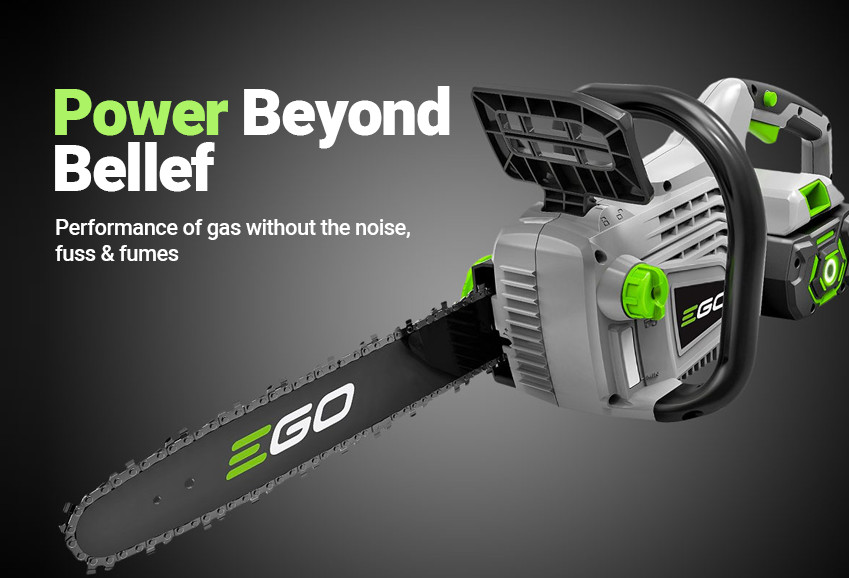 Power Beyond
Bellef
Performance of gas without the noise,
fuss & fumes
EGO
EGO